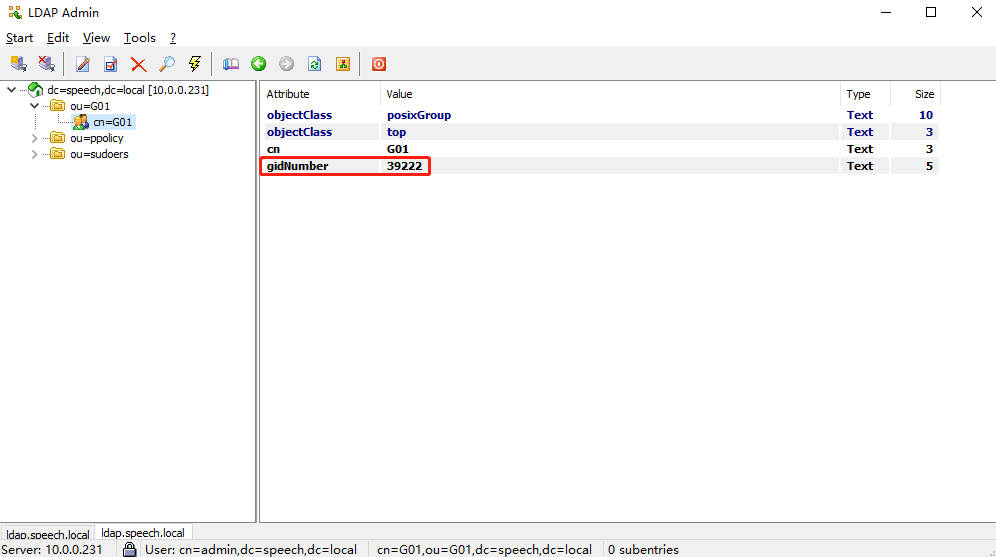 LDAP Admin
Start Edit View Tools ?
dc=speech,dc=local [10.0.0.231]
ou=G01
cn=G01
ou=ppolicy
ou=sudoers
Attribute Value Type Size
objectClass posixGroup Text 10
objectClass top Text 3
cn G01 Text 3
gidNumber 39222 Text 5
ldap.speech.local ldap.speech.local
Server: 10.0.0.231 User: cn=admin,dc=speech,dc=local cn=G01,ou=G01,dc=speech,dc=local 0 subentries